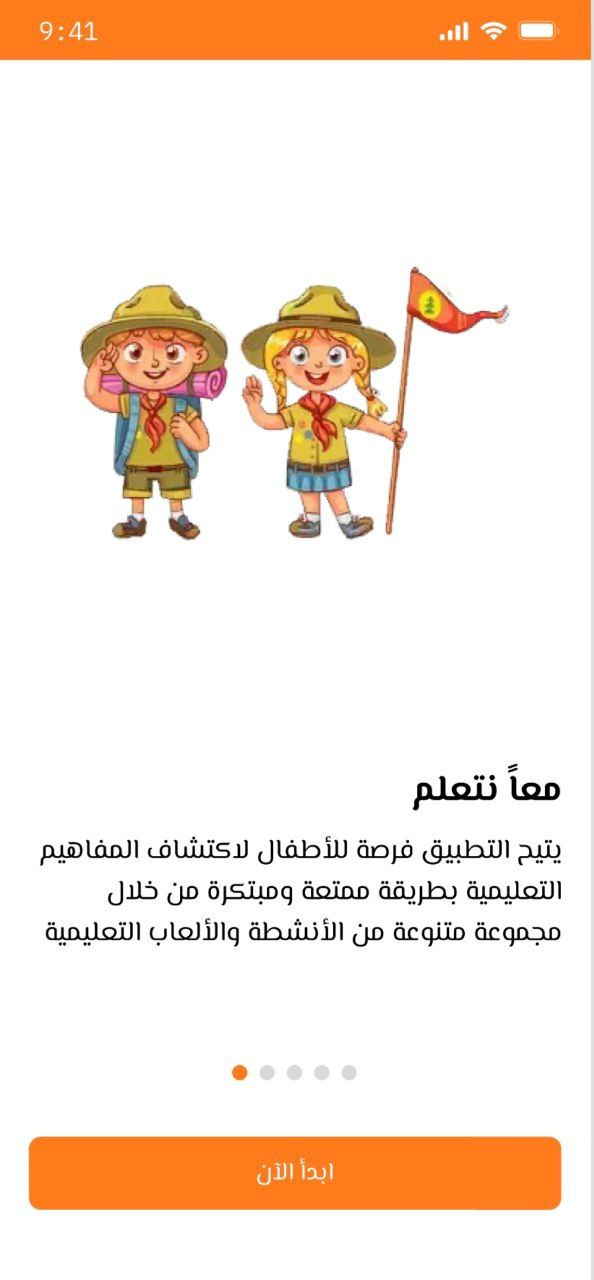 9:41
معاً نتعلم
يتيح التطبيق فرصة للأطفال لاكتشاف المفاهيم
التعليمية بطريقة ممتعة ومبتكرة من خلال
مجموعة متنوعة من الأنشطة والألعاب التعليمية
ابدأ الآن